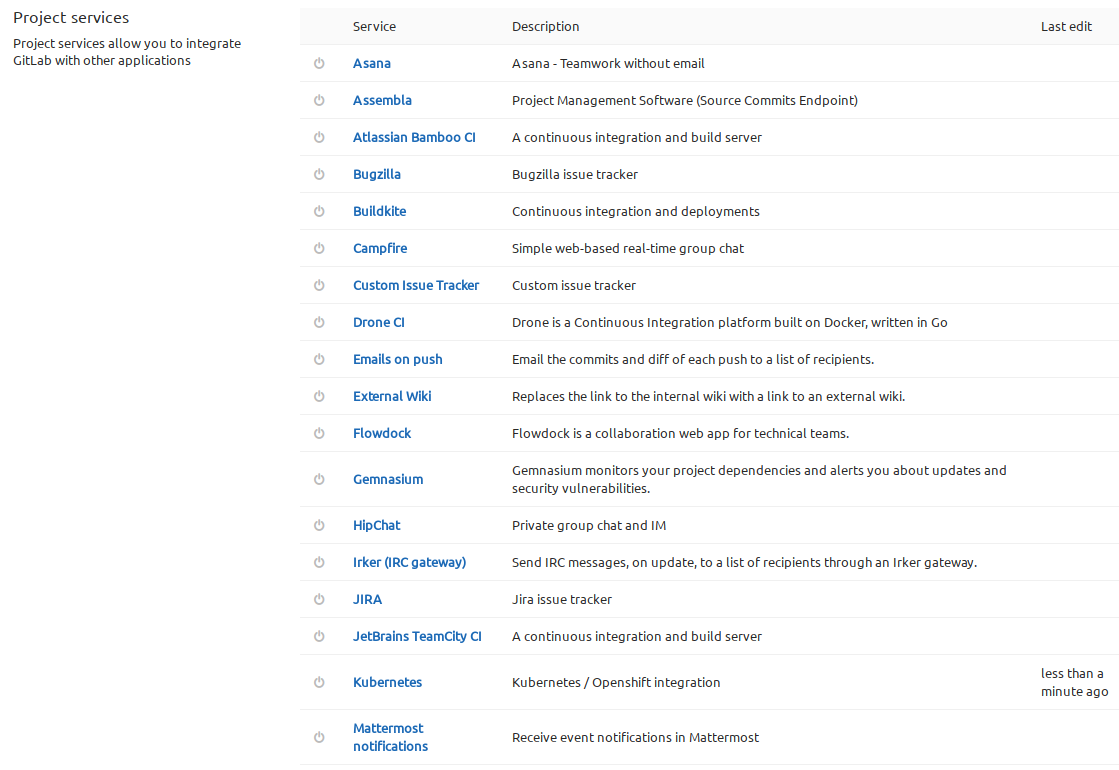 Project services
Project services allow you to integrate
GitLab with other applications
Service Description Last edit
Asana Asana - Teamwork without email
Assembla Project Management Software (Source Commits Endpoint)
Atlassian Bamboo CI A continuous integration and build server
Bugzilla Bugzilla issue tracker
Buildkite Continuous integration and deployments
Campfire Simple web-based real-time group chat
Custom Issue Tracker Custom issue tracker
Drone CI Drone is a Continuous Integration platform built on Docker, written in Go
Emails on push Email the commits and diff of each push to a list of recipients.
External Wiki Replaces the link to the internal wiki with a link to an external wiki.
Flowdock Flowdock is a collaboration web app for technical teams.
Gemnasium Gemnasium monitors your project dependencies and alerts you about updates and
security vulnerabilities.
HipChat Private group chat and IM
Irker (IRC gateway) Send IRC messages, on update, to a list of recipients through an Irker gateway.
JIRA Jira issue tracker
JetBrains TeamCity CI A continuous integration and build server
Kubernetes Kubernetes / Openshift integration less than a
minute ago
Mattermost
notifications Receive event notifications in Mattermost